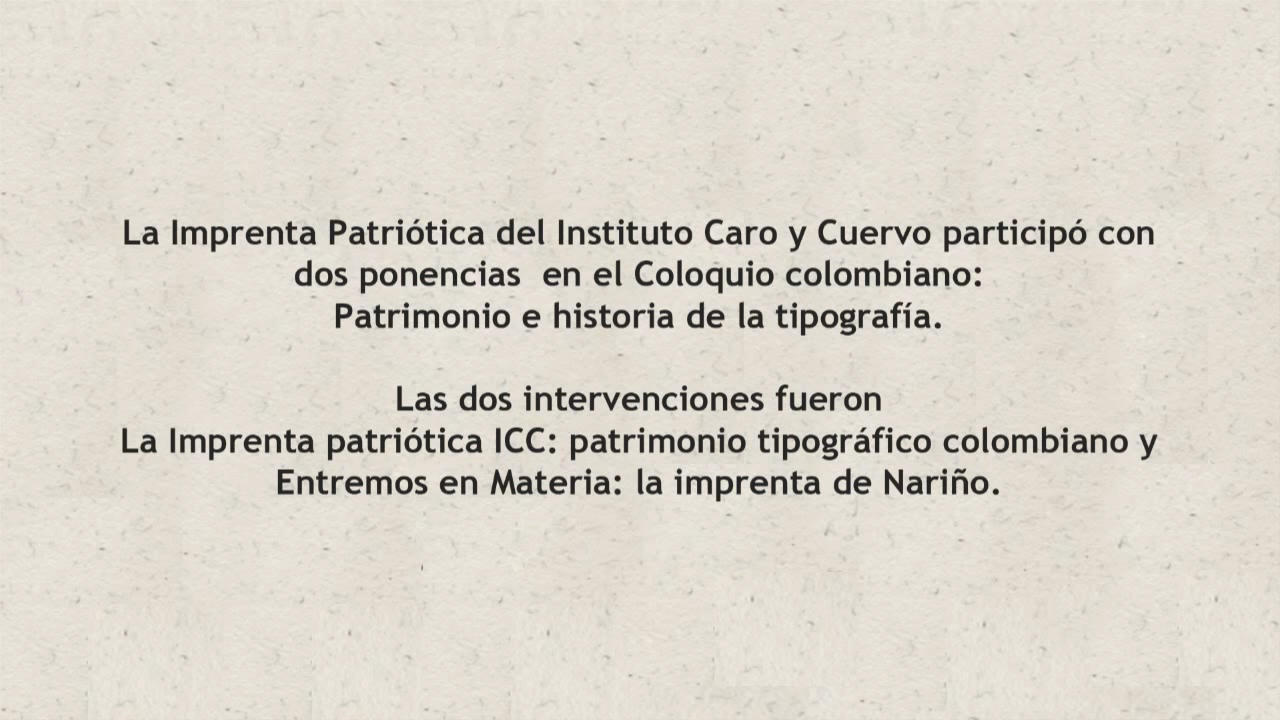 La Imprenta Patriótica del Instituto Caro y Cuervo participó con
dos ponencias  en el Coloquio colombiano:
Patrimonio e historia de la tipografía.
Las dos intervenciones fueron
La Imprenta patriótica ICC: patrimonio tipográfico colombiano y
Entremos en Materia: la imprenta de Nariño.